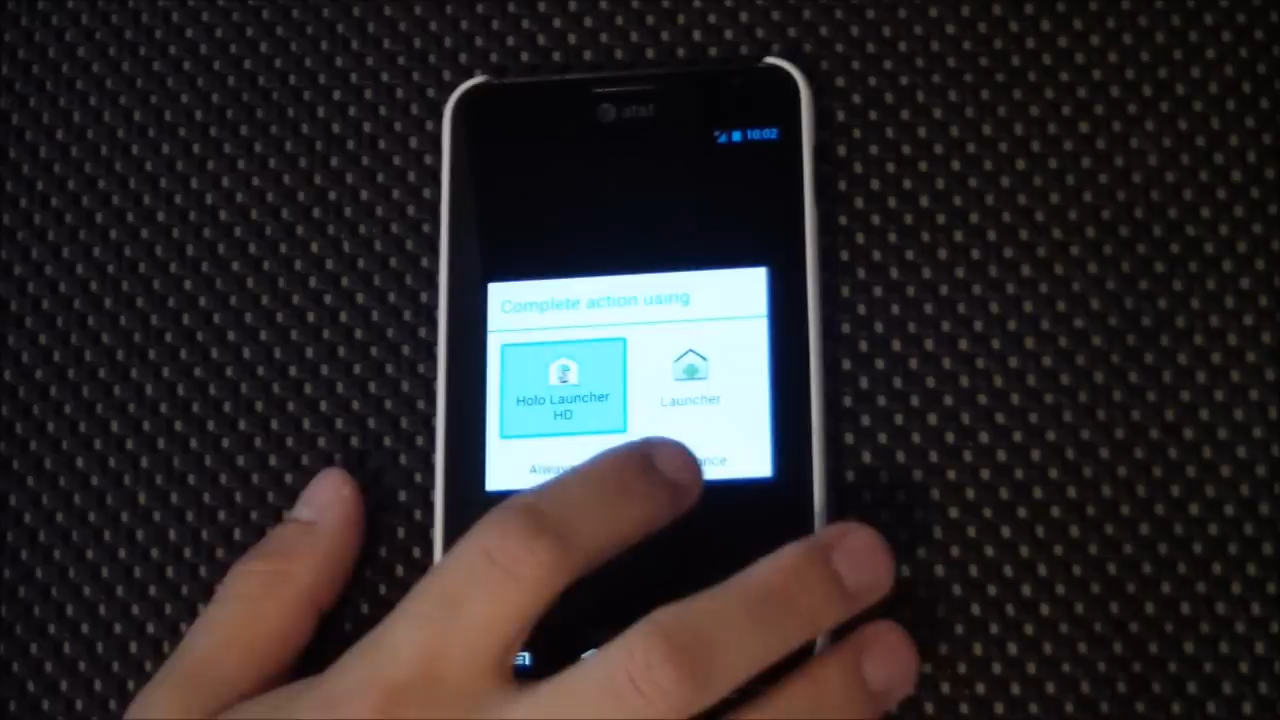 at&t
10:02
Complete action using
Holo Launcher
HD
Launcher